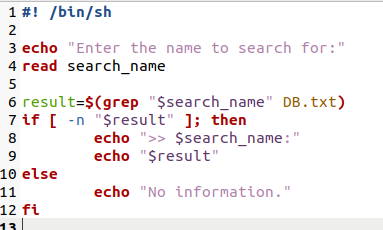 1 #! /bin/sh
2
3 echo "Enter the name to search for:"
4 read search_name
5
6 result=$(grep "$search_name" DB.txt)
7 if [ -n "$result" ]; then
8         echo ">> $search_name:"
9         echo "$result"
10 else
11         echo "No information."
12 fi
13